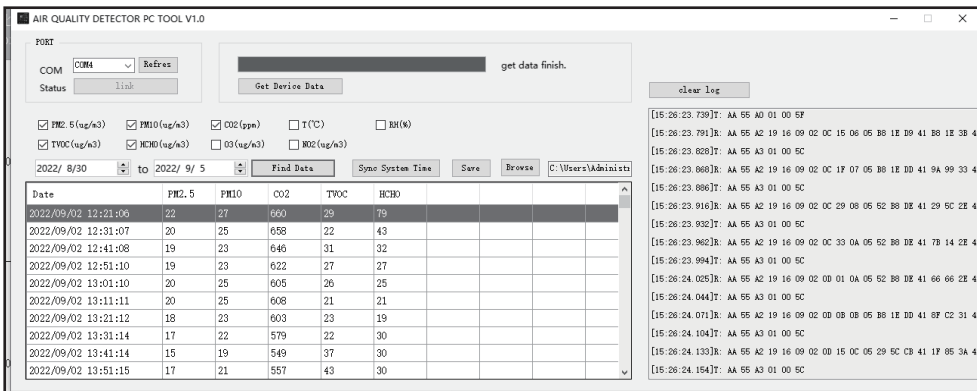 AIR QUALITY DETECTOR PC TOOL V1.0
PORT
COM COM4 Refres
Status link
get data finish.
Get Device Data
clear log
PM2.5(ug/m3) PM10(ug/m3) CO2(ppm) T(℃) RH(%)
TVOC(ug/m3) HCHO(ug/m3) O3(ug/m3) NO2(ug/m3)
2022/ 8/30 to 2022/ 9/ 5 Find Data Sync System Time Save Browse C:\Users\Administ
Date PM2.5 PM10 CO2 TVOC HCHO
2022/09/02 12:21:06 22 27 660 29 79
2022/09/02 12:31:07 20 25 658 22 43
2022/09/02 12:41:08 19 23 646 31 32
2022/09/02 12:51:10 19 23 622 27 27
2022/09/02 13:01:10 20 25 605 26 25
2022/09/02 13:11:11 20 25 608 21 21
2022/09/02 13:21:12 18 23 603 23 19
2022/09/02 13:31:14 17 22 579 22 30
2022/09/02 13:41:14 15 19 549 37 30
2022/09/02 13:51:15 17 21 557 43 30
[15:26:23.739]T: AA 55 A0 01 00 5F
[15:26:23.791]R: AA 55 A2 19 16 09 02 0C 15 06 05 B8 1E D9 41 B8 1E 3B 4
[15:26:23.828]T: AA 55 A3 01 00 5C
[15:26:23.868]R: AA 55 A2 19 16 09 02 0C 1F 07 05 B8 1E DD 41 9A 99 33 4
[15:26:23.886]T: AA 55 A3 01 00 5C
[15:26:23.916]R: AA 55 A2 19 16 09 02 0C 29 08 05 52 B8 DE 41 29 5C 2E 4
[15:26:23.932]T: AA 55 A3 01 00 5C
[15:26:23.962]R: AA 55 A2 19 16 09 02 0C 33 0A 05 52 B8 DE 41 7B 14 2E 4
[15:26:23.994]T: AA 55 A3 01 00 5C
[15:26:24.025]R: AA 55 A2 19 16 09 02 0D 01 0A 05 52 B8 DE 41 66 66 2E 4
[15:26:24.044]T: AA 55 A3 01 00 5C
[15:26:24.071]R: AA 55 A2 19 16 09 02 0D 0B 0B 05 B8 1E DD 41 8F C2 31 4
[15:26:24.104]T: AA 55 A3 01 00 5C
[15:26:24.133]R: AA 55 A2 19 16 09 02 0D 15 0C 05 29 5C CB 41 1F 85 3A 4
[15:26:24.154]T: AA 55 A3 01 00 5C